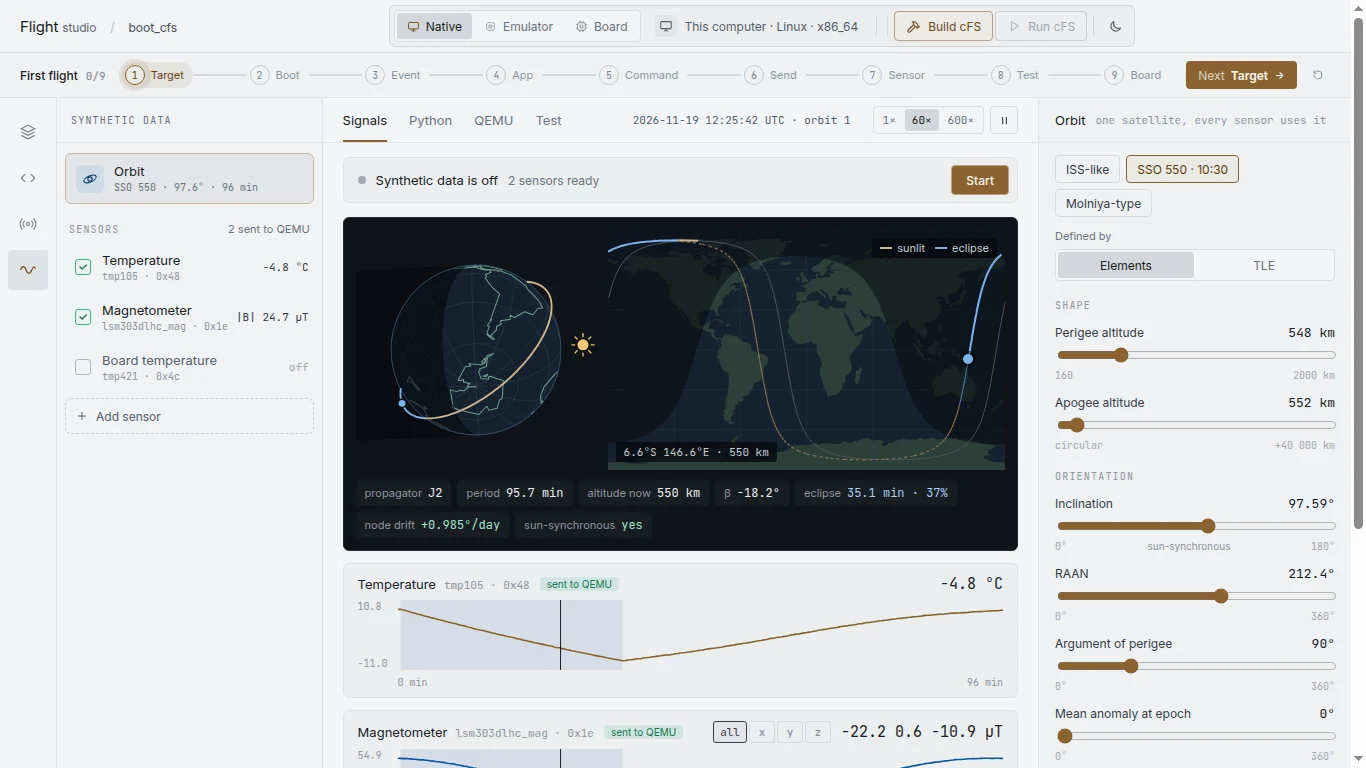 Flight studio / boot_cfs
Native Emulator Board This computer · Linux · x86_64 Build cFS Run cFS
First flight 0/9 1 Target 2 Boot 3 Event 4 App 5 Command 6 Send 7 Sensor 8 Test 9 Board Next Target →
SYNTHETIC DATA
Orbit
SSO 550 · 97.6° · 96 min
SENSORS 2 sent to QEMU
Temperature
tmp105 · 0x48
-4.8 °C
Magnetometer
lsm303dlhc_mag · 0x1e
|B| 24.7 µT
Board temperature
tmp421 · 0x4c
off
+ Add sensor
Signals Python QEMU Test 2026-11-19 12:25:42 UTC · orbit 1 1× 60× 600×
Synthetic data is off 2 sensors ready Start
sunlit eclipse
6.6°S 146.6°E · 550 km
propagator J2 period 95.7 min altitude now 550 km β -18.2° eclipse 35.1 min · 37%
node drift +0.985°/day sun-synchronous yes
Temperature tmp105 · 0x48 sent to QEMU -4.8 °C
10.8
-11.0
0 min 96 min
Magnetometer lsm303dlhc_mag · 0x1e sent to QEMU all x y z -22.2 0.6 -10.9 µT
54.9
Orbit one satellite, every sensor uses it
ISS-like SSO 550 · 10:30
Molniya-type
Defined by
Elements TLE
SHAPE
Perigee altitude 548 km
160 2000 km
Apogee altitude 552 km
circular +40 000 km
ORIENTATION
Inclination 97.59°
0° sun-synchronous 180°
RAAN 212.4°
0° 360°
Argument of perigee 90°
0° 360°
Mean anomaly at epoch 0°
0° 360°